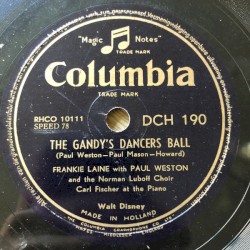 "Magic Notes"
TRADE MARK
Columbia
TRADE MARK
RHCO 10111
SPEED 78
DCH 190
THE GANDY'S DANCERS BALL
(Paul Weston—Paul Mason-Howard)
FRANKIE LAINE with PAUL WESTON
and the Norman Luboff Choir
Carl Fischer at the Piano
Walt Disney
MADE IN HOLLAND